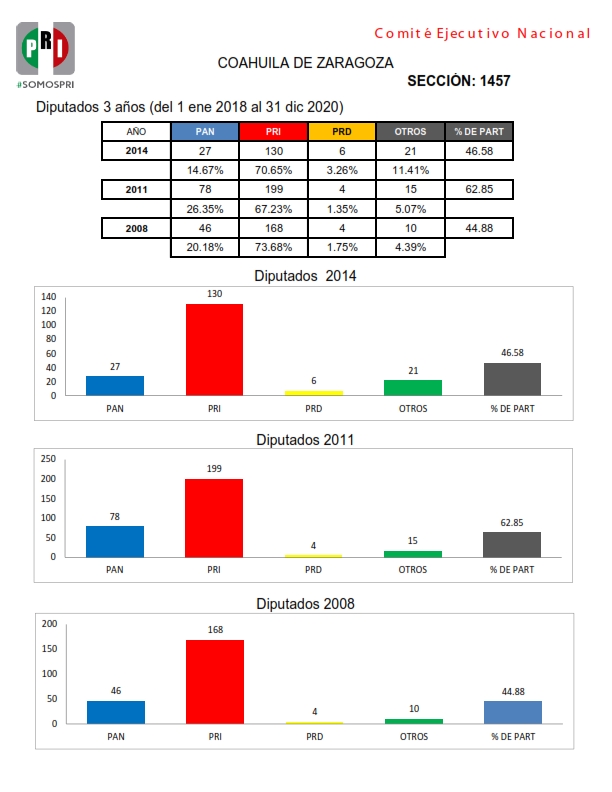 Comité Ejecutivo Nacional
PRI
#SOMOSPRI
COAHUILA DE ZARAGOZA
SECCIÓN: 1457
Diputados 3 años (del 1 ene 2018 al 31 dic 2020)
AÑO PAN PRI PRD OTROS % DE PART
2014 27 130 6 21 46.58
14.67% 70.65% 3.26% 11.41%
2011 78 199 4 15 62.85
26.35% 67.23% 1.35% 5.07%
2008 46 168 4 10 44.88
20.18% 73.68% 1.75% 4.39%
Diputados 2014
140
120
100
80
60
40
20
0
27 130 6 21 46.58
PAN PRI PRD OTROS % DE PART
Diputados 2011
250
200
150
100
50
0
78 199 4 15 62.85
PAN PRI PRD OTROS % DE PART
Diputados 2008
200
150
100
50
0
46 168 4 10 44.88
PAN PRI PRD OTROS % DE PART